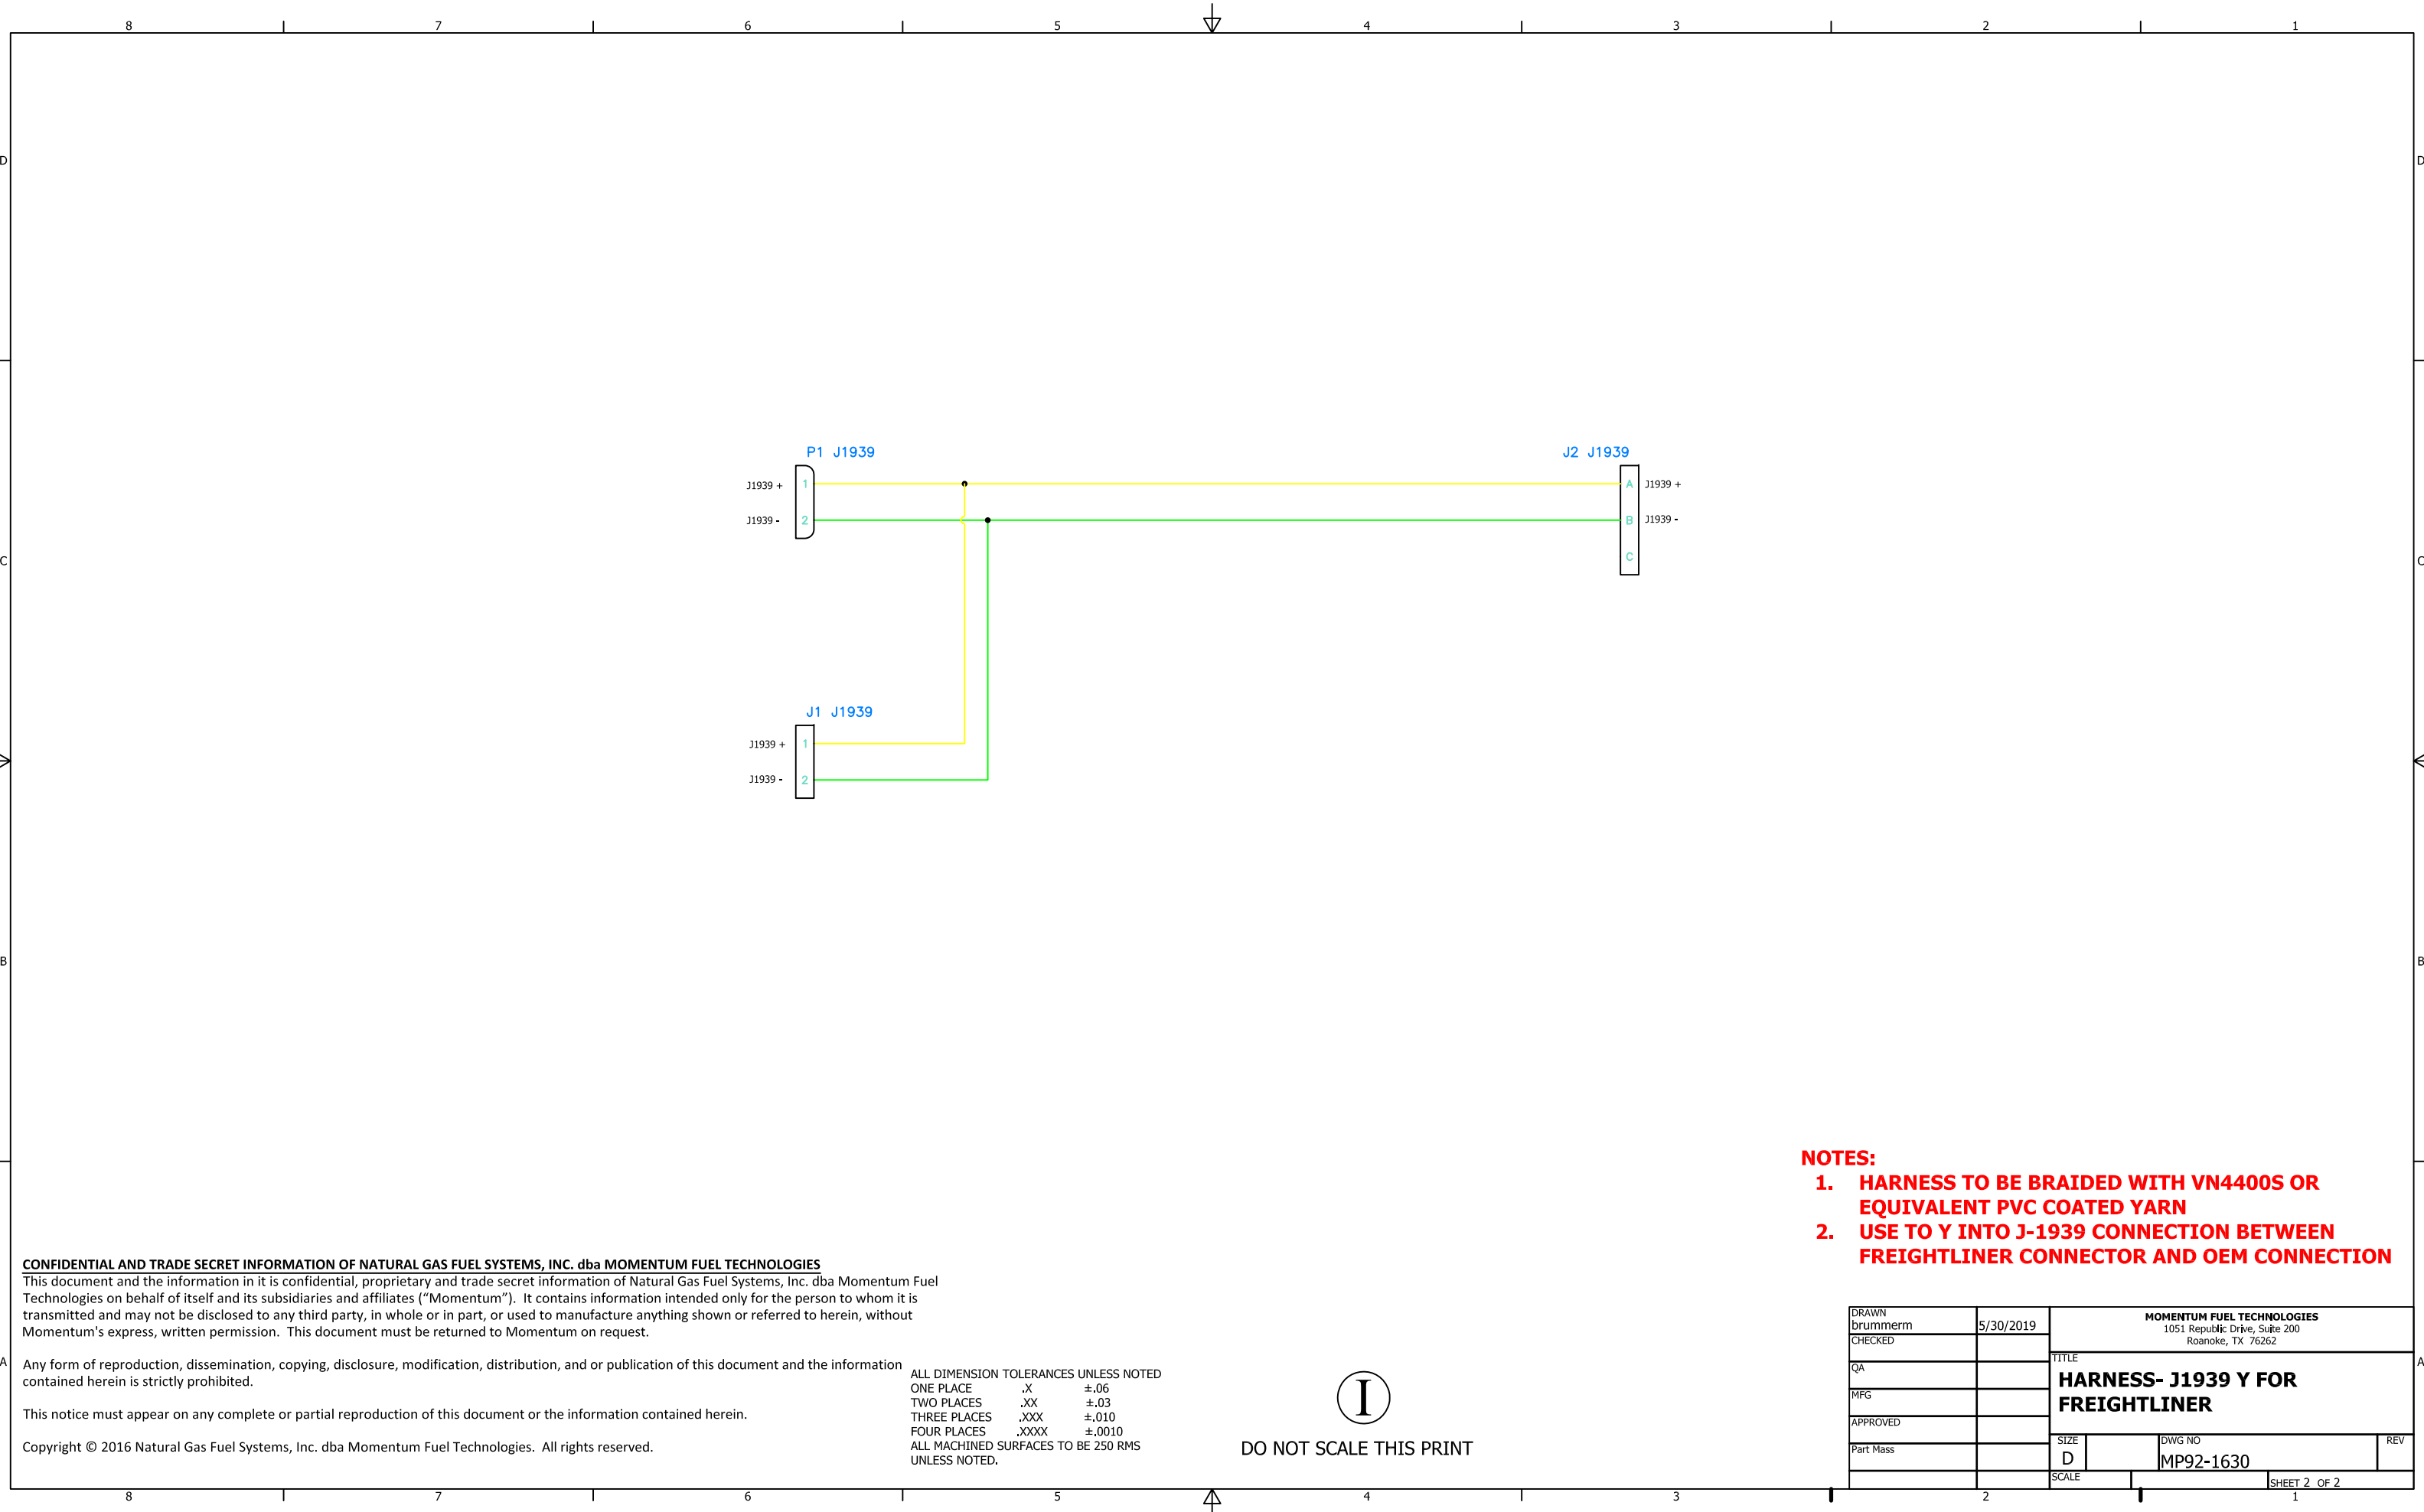 8 7 6 5 4 3 2 1
D D
P1 J1939
J1939 + 1
J1939 - 2
J2 J1939
A J1939 +
B J1939 -
C
C C
J1 J1939
J1939 + 1
J1939 - 2
B B
NOTES:
1. HARNESS TO BE BRAIDED WITH VN4400S OR
EQUIVALENT PVC COATED YARN
2. USE TO Y INTO J-1939 CONNECTION BETWEEN
FREIGHTLINER CONNECTOR AND OEM CONNECTION
CONFIDENTIAL AND TRADE SECRET INFORMATION OF NATURAL GAS FUEL SYSTEMS, INC. dba MOMENTUM FUEL TECHNOLOGIES
This document and the information in it is confidential, proprietary and trade secret information of Natural Gas Fuel Systems, Inc. dba Momentum Fuel
Technologies on behalf of itself and its subsidiaries and affiliates (“Momentum”). It contains information intended only for the person to whom it is
transmitted and may not be disclosed to any third party, in whole or in part, or used to manufacture anything shown or referred to herein, without
Momentum's express, written permission. This document must be returned to Momentum on request.
A A
Any form of reproduction, dissemination, copying, disclosure, modification, distribution, and or publication of this document and the information
contained herein is strictly prohibited.
This notice must appear on any complete or partial reproduction of this document or the information contained herein.
Copyright © 2016 Natural Gas Fuel Systems, Inc. dba Momentum Fuel Technologies. All rights reserved.
ALL DIMENSION TOLERANCES UNLESS NOTED
ONE PLACE .X ±.06
TWO PLACES .XX ±.03
THREE PLACES .XXX ±.010
FOUR PLACES .XXXX ±.0010
ALL MACHINED SURFACES TO BE 250 RMS
UNLESS NOTED.
I
DO NOT SCALE THIS PRINT
DRAWN
brummerm 5/30/2019
CHECKED
QA
MFG
APPROVED
Part Mass
MOMENTUM FUEL TECHNOLOGIES
1051 Republic Drive, Suite 200
Roanoke, TX 76262
TITLE
HARNESS- J1939 Y FOR
FREIGHTLINER
SIZE
D
DWG NO
MP92-1630
REV
SCALE
SHEET 2 OF 2
8 7 6 5 4 3 2 1